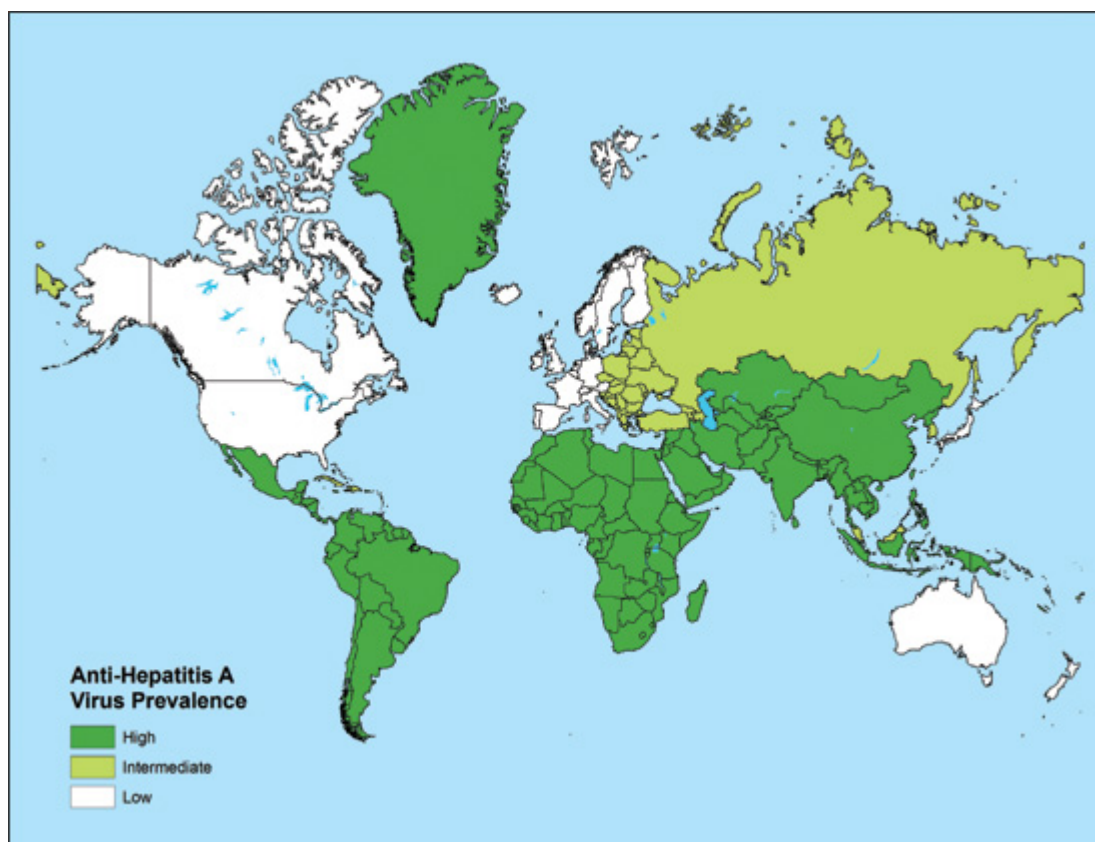 Anti-Hepatitis A
Virus Prevalence
High
Intermediate
Low